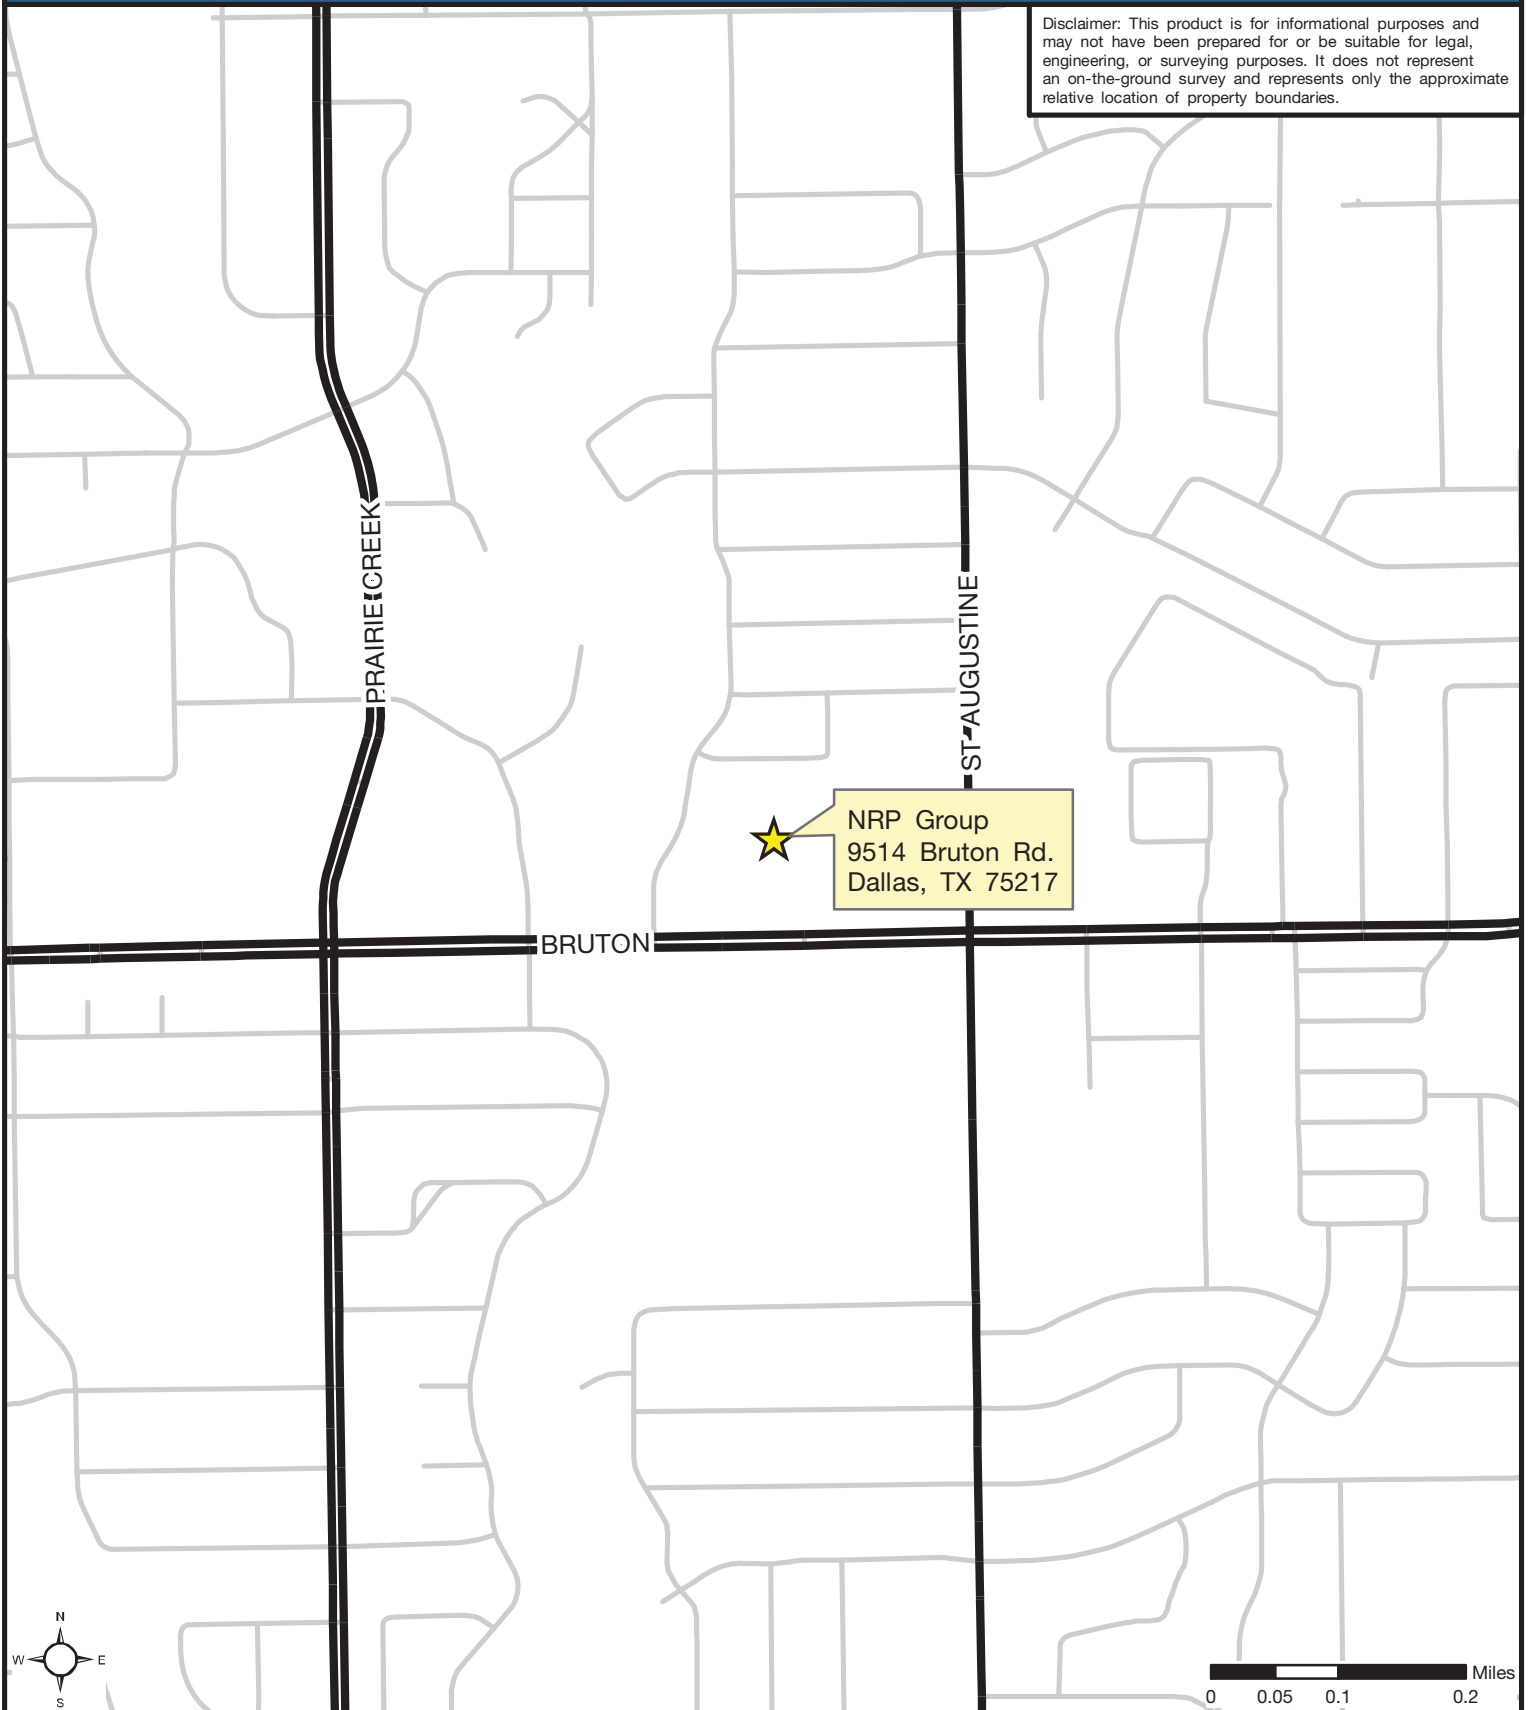 Disclaimer: This product is for informational purposes and
may not have been prepared for or be suitable for legal,
engineering, or surveying purposes. It does not represent
an on-the-ground survey and represents only the approximate
relative location of property boundaries.
PRAIRIE CREEK
ST AUGUSTINE
NRP Group
9514 Bruton Rd.
Dallas, TX 75217
BRUTON
N
W E
S
Miles
0 0.05 0.1 0.2